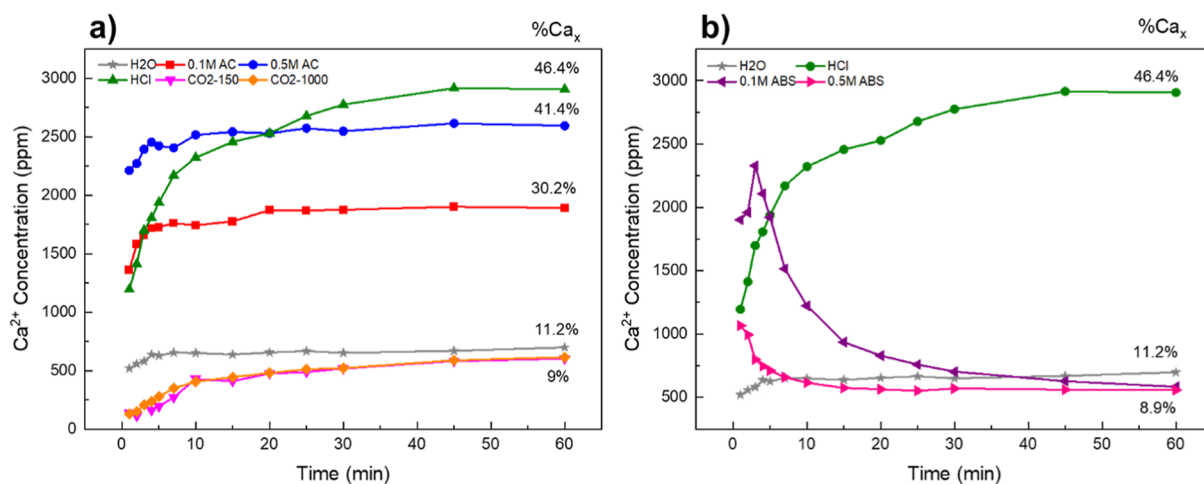 a)
%Caₓ
H2O 0.1M AC 0.5M AC
HCl CO2-150 CO2-1000
46.4%
41.4%
30.2%
11.2%
9%
3000
2500
2000
1500
1000
500
0
Ca²⁺ Concentration (ppm)
0 10 20 30 40 50 60
Time (min)
b)
%Caₓ
H2O HCl
0.1M ABS 0.5M ABS
46.4%
11.2%
8.9%
3000
2500
2000
1500
1000
500
Ca²⁺ Concentration (ppm)
0 10 20 30 40 50 60
Time (min)